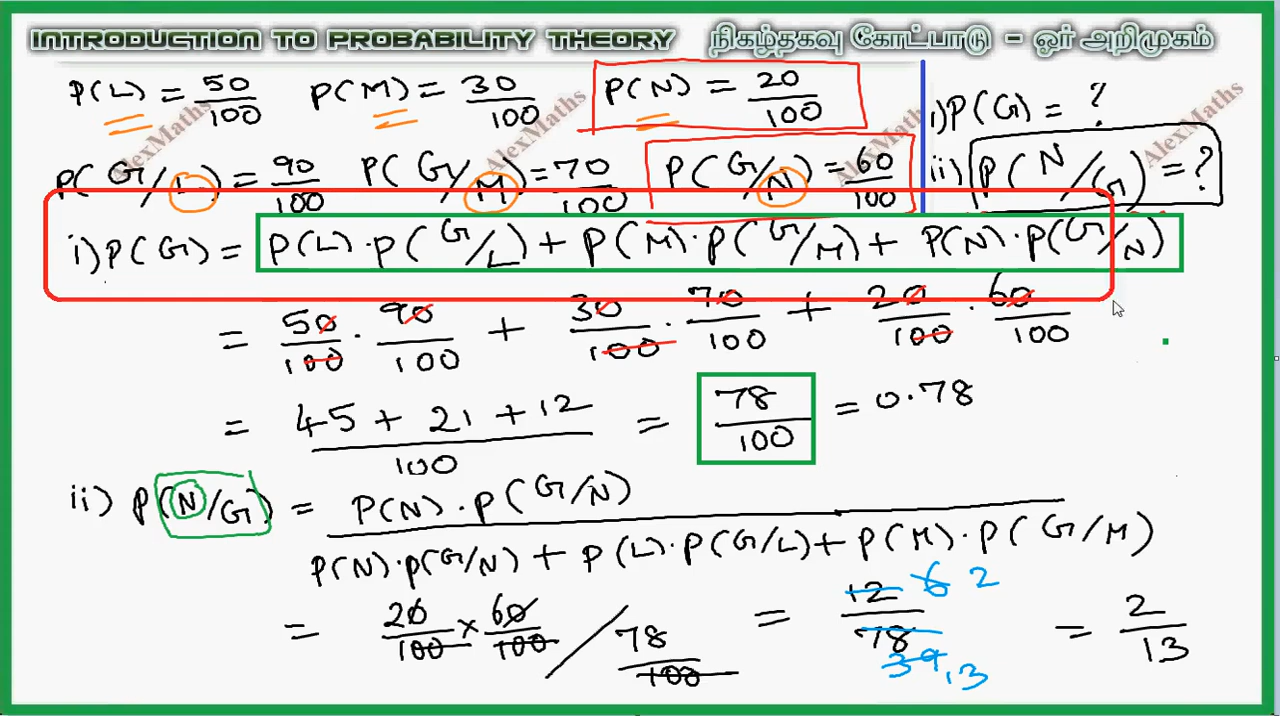 INTRODUCTION TO PROBABILITY THEORY நிகழ்தகவு கோட்பாடு - ஓர் அறிமுகம்
P(L) = 50/100 P(M) = 30/100 P(N) = 20/100 i) P(G) = ?
AlexMaths AlexMaths AlexMaths AlexMaths
P(G/L) = 90/100 P(G/M) = 70/100 P(G/N) = 60/100 ii) P(N/G) = ?
i) P(G) = P(L) · P(G/L) + P(M) · P(G/M) + P(N) · P(G/N)
= 50/100 · 90/100 + 30/100 · 70/100 + 20/100 · 60/100
= 45 + 21 + 12 / 100 = 78/100 = 0.78
ii) P(N/G) = P(N) · P(G/N)
P(N) · P(G/N) + P(L) · P(G/L) + P(M) · P(G/M)
= 20/100 × 60/100 / 78/100 = 12 6 2 / 78 39 13 = 2/13